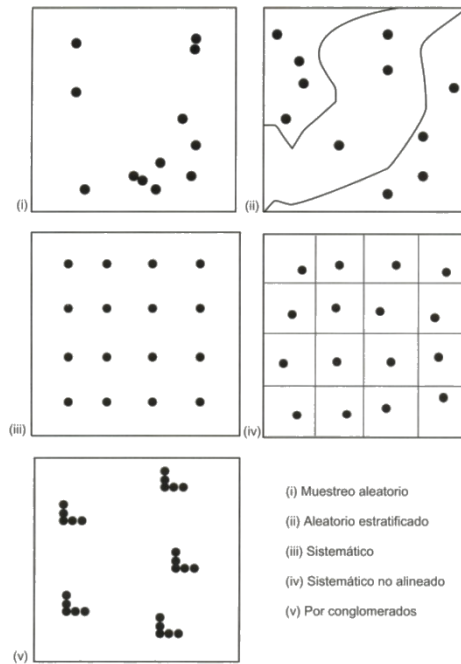 (i)
(ii)
(iii)
(iv)
(v)
(i) Muestreo aleatorio
(ii) Aleatorio estratificado
(iii) Sistemático
(iv) Sistemático no alineado
(v) Por conglomerados